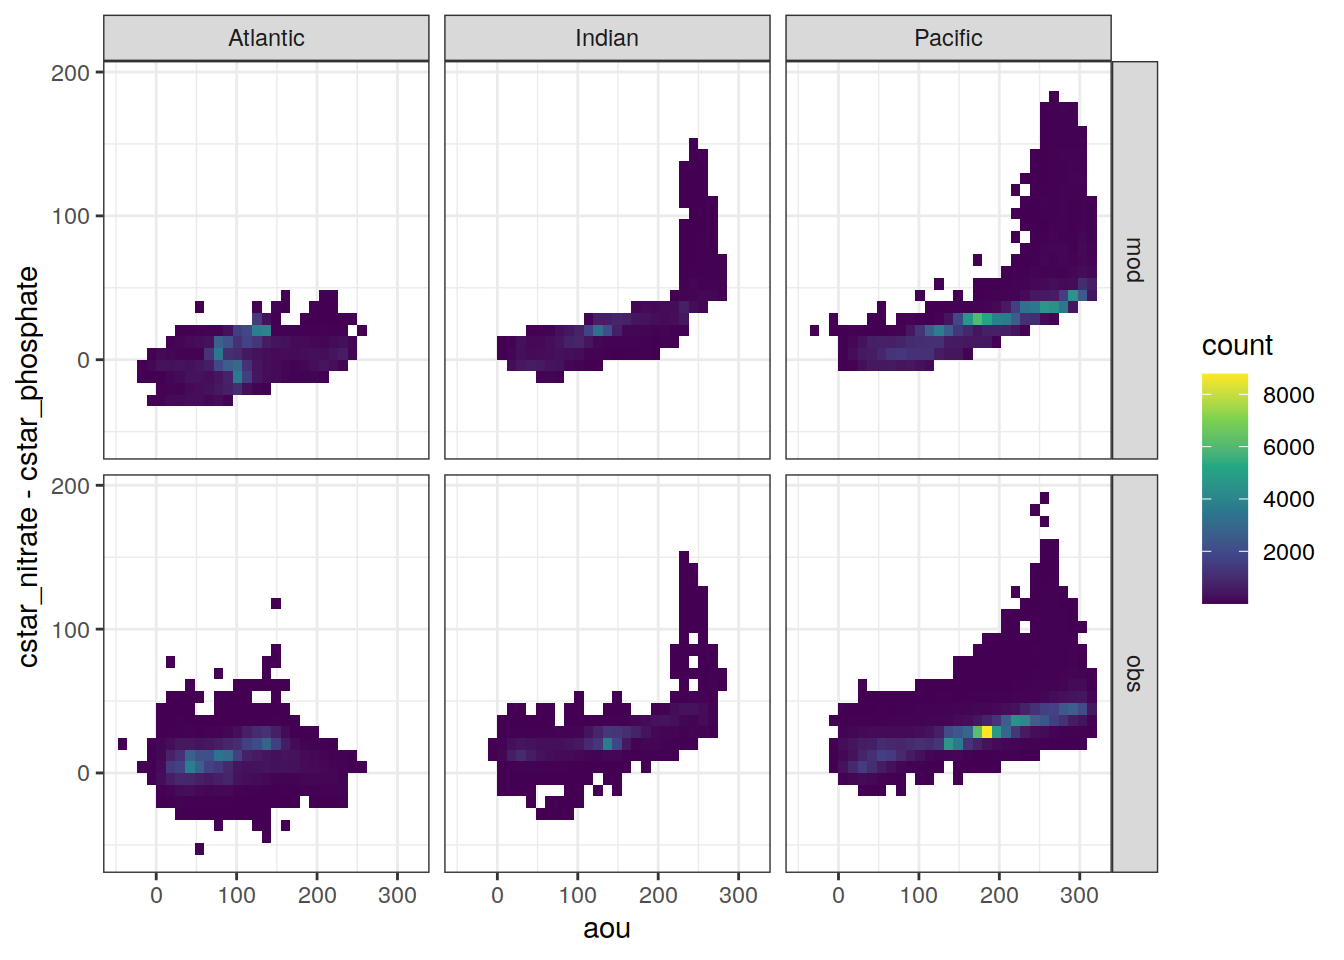 Atlantic Indian Pacific
200
100
0
mod
200
100
0
obs
0 100 200 300 0 100 200 300 0 100 200 300
aou
cstar_nitrate - cstar_phosphate
count
8000
6000
4000
2000